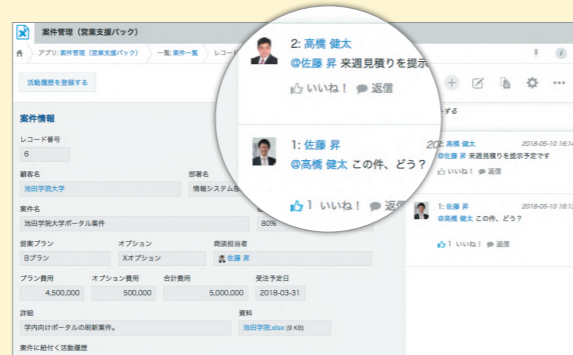 案件管理（営業支援パック）
アプリ: 案件管理（営業支援パック） 一覧: 案件一覧 レコー
活動履歴を登録する
案件情報
レコード番号
6
顧客名 部署名
池田学院大学 情報システム部
案件名
池田学院大学ポータル案件 80%
提案プラン オプション 商談担当者
Bプラン Xオプション 佐藤 昇
プラン費用 オプション費用 合計費用 受注予定日
4,500,000 500,000 5,000,000 2018-03-31
詳細 資料
学内向けポータルの刷新案件。 池田学院.xlsx (9 KB)
案件に紐付く活動履歴
2: 高橋 健太
@佐藤 昇 来週見積りを提示
いいね！ 返信
1: 佐藤 昇
@高橋 健太 この件、どう？
1 いいね！ 返信
する
2: 高橋 健太 2018-05-10 16:14
@佐藤 昇 来週見積りを提示予定です
いいね！ 返信
1: 佐藤 昇 2018-05-10 16:13
@高橋 健太 この件、どう？
1 いいね！ 返信